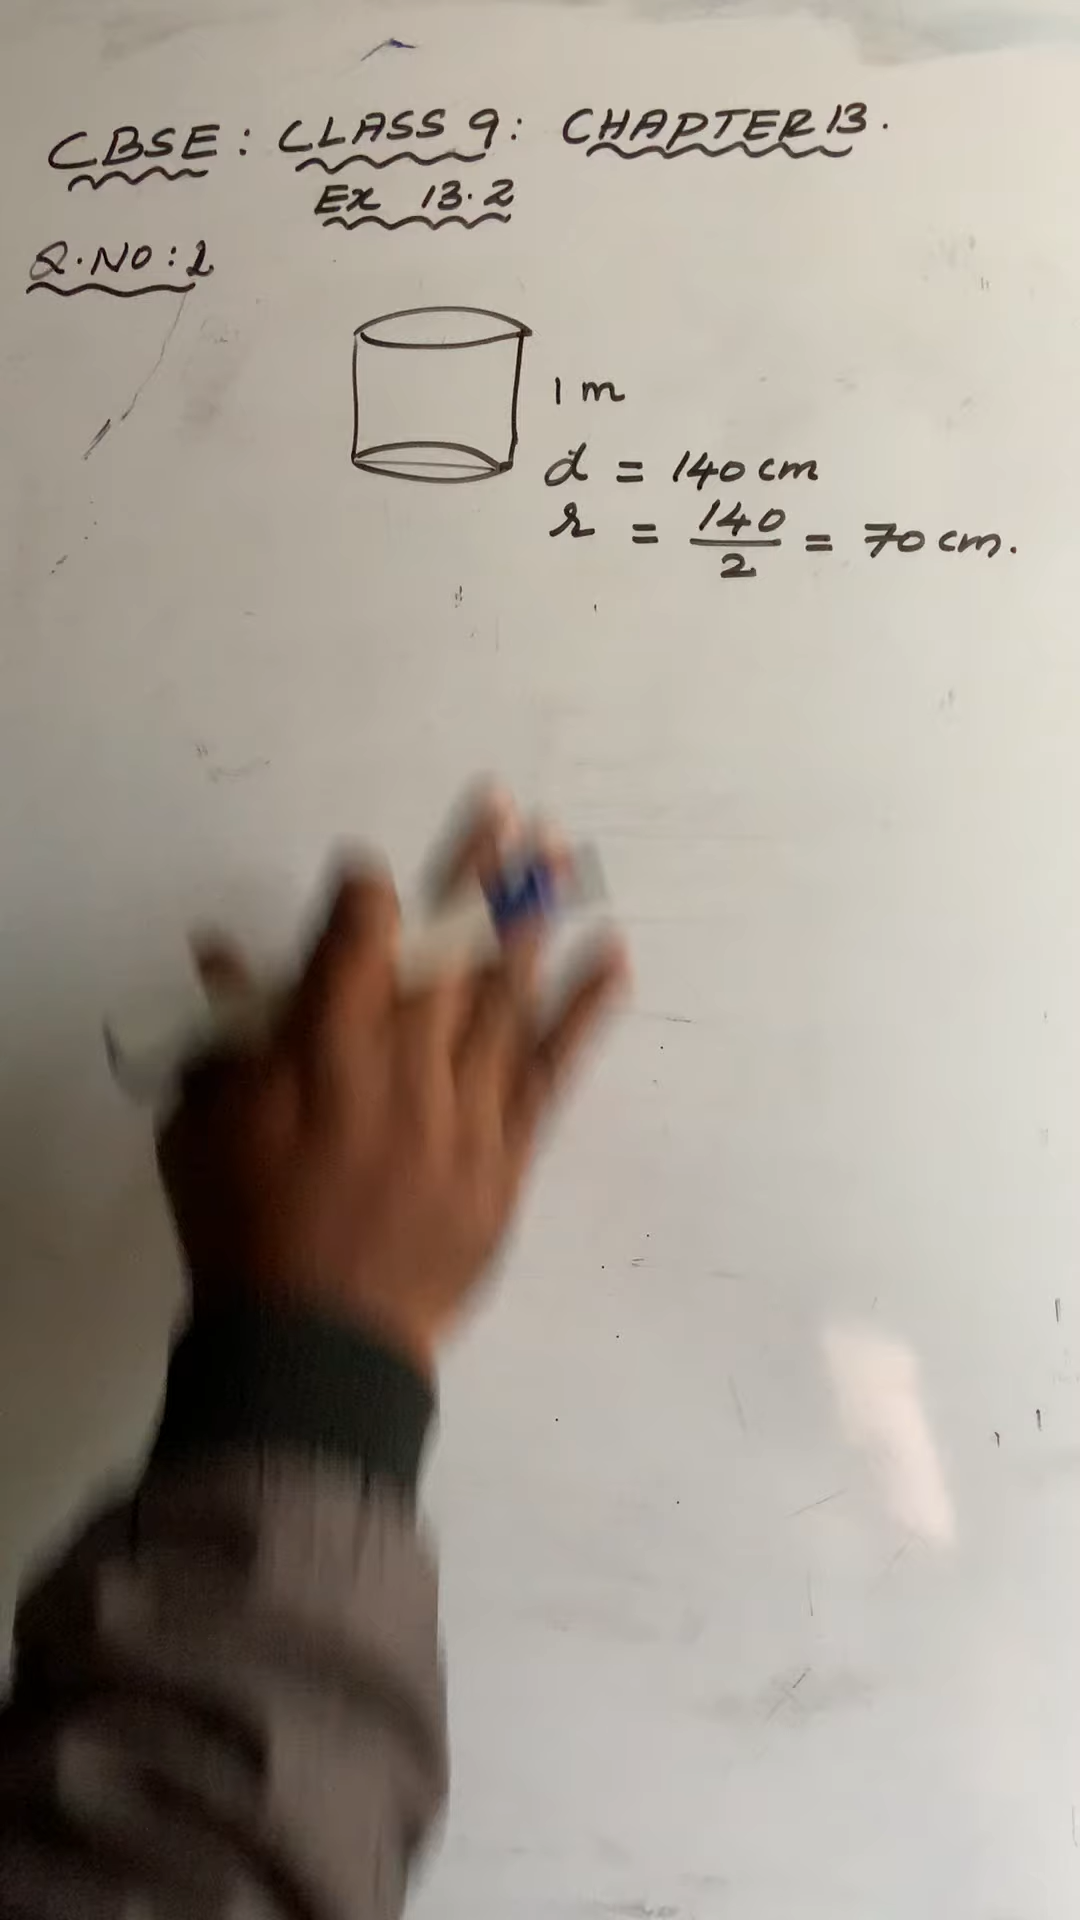 CBSE: CLASS 9: CHAPTER 13.
Ex 13.2
Q.NO:2
1 m
d = 140 cm
r = 140/2 = 70 cm.